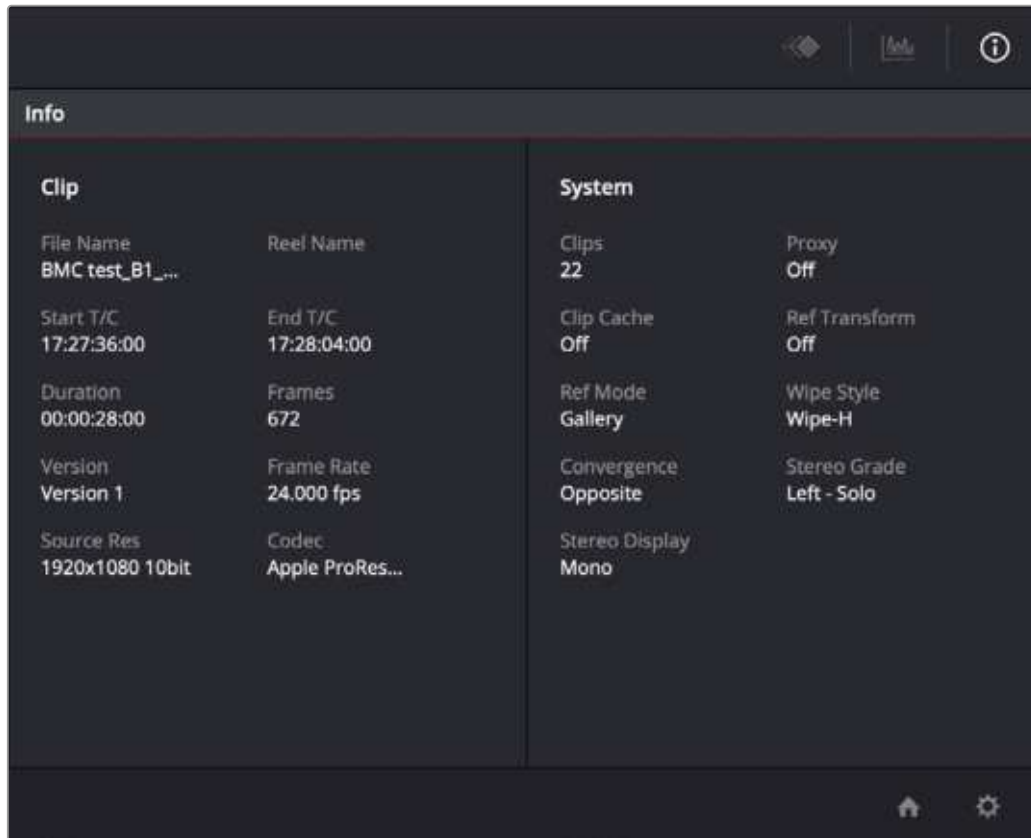 Info
Clip
File Name
BMC test_B1_...
Reel Name
Start T/C
17:27:36:00
End T/C
17:28:04:00
Duration
00:00:28:00
Frames
672
Version
Version 1
Frame Rate
24.000 fps
Source Res
1920x1080 10bit
Codec
Apple ProRes...
System
Clips
22
Proxy
Off
Clip Cache
Off
Ref Transform
Off
Ref Mode
Gallery
Wipe Style
Wipe-H
Convergence
Opposite
Stereo Grade
Left - Solo
Stereo Display
Mono